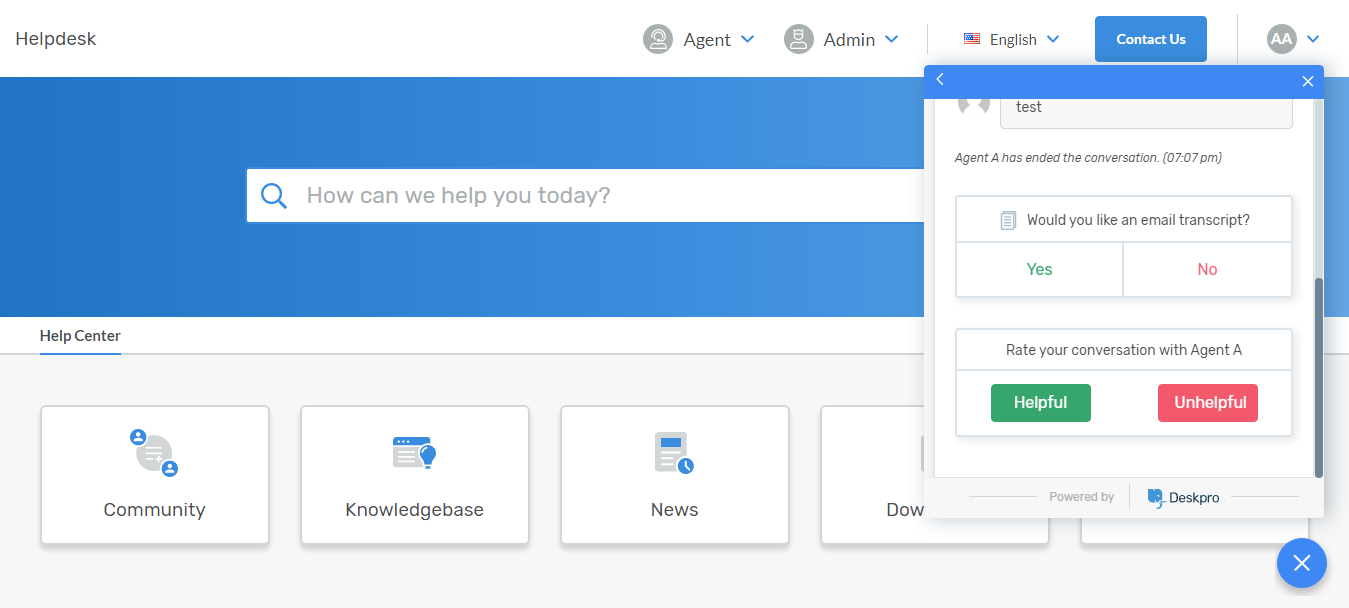 Helpdesk
Agent
Admin
English
Contact Us
AA
test
Agent A has ended the conversation. (07:07 pm)
How can we help you today?
Would you like an email transcript?
Yes
No
Help Center
Rate your conversation with Agent A
Helpful
Unhelpful
Powered by
Deskpro
Community
Knowledgebase
News
Dow